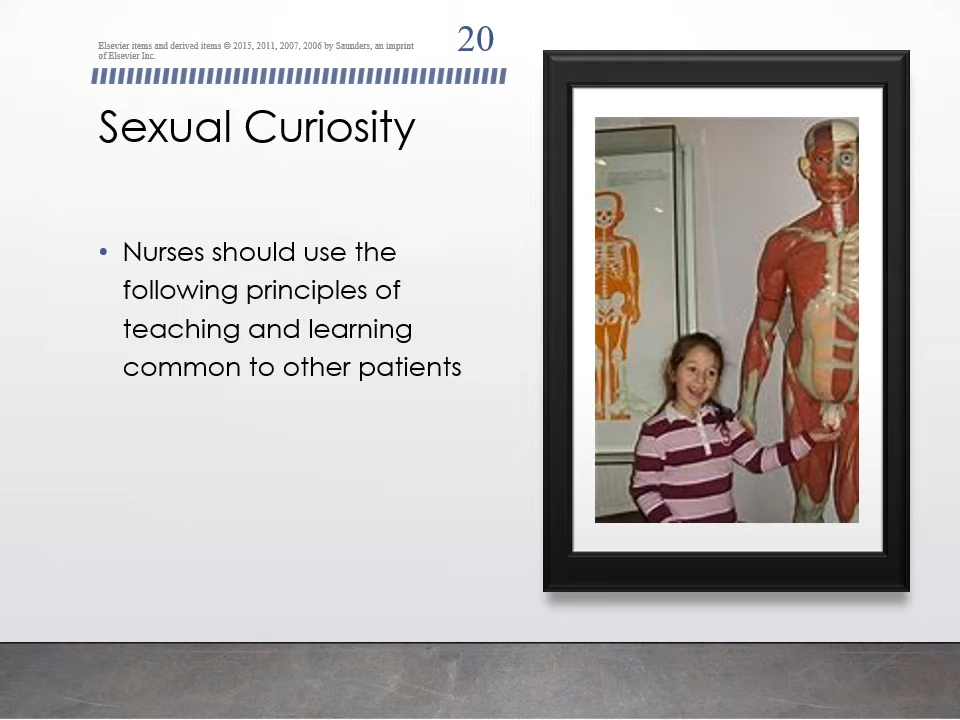 Elsevier items and derived items © 2015, 2011, 2007, 2006 by Saunders, an imprint
of Elsevier Inc.
20
Sexual Curiosity
• Nurses should use the
following principles of
teaching and learning
common to other patients